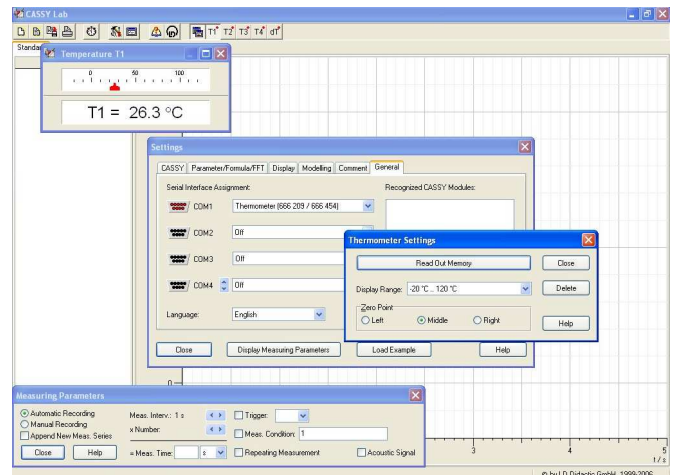 CASSY Lab
T1 T2 T3 T4 dT
Standard
Temperature T1
0 50 100
T1 = 26.3 °C
Settings
CASSY Parameter/Formula/FFT Display Modelling Comment General
Serial Interface Assignment: Recognized CASSY Modules:
COM1 Thermometer (666 209 / 666 454)
COM2 Off
COM3 Off
COM4 Off
Language: English
Close Display Measuring Parameters Load Example Help
Thermometer Settings
Read Out Memory Close
Display Range: -20 °C .. 120 °C Delete
Zero Point
Left Middle Right
Help
0
Measuring Parameters
Automatic Recording Meas. Interv.: 1 s Trigger:
Manual Recording x Number: Meas. Condition: 1
Append New Meas. Series
Close Help = Meas. Time: s Repeating Measurement Acoustic Signal
3 4 5
t / s
© by LD Didactic GmbH, 1999-2006